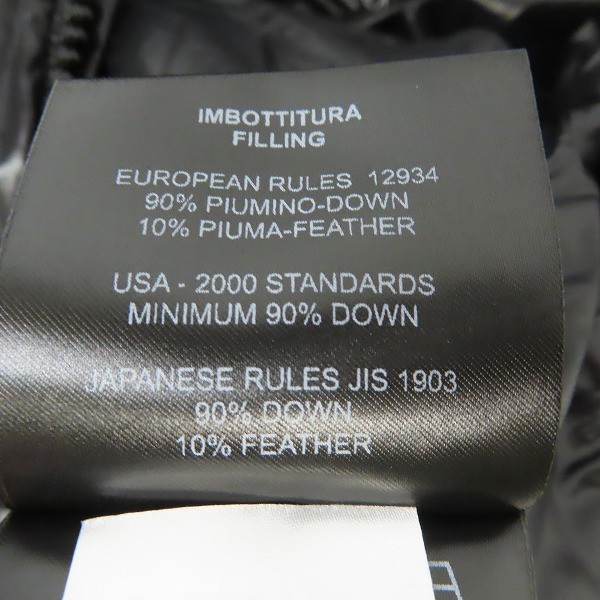 IMBOTTITURA
FILLING
EUROPEAN RULES 12934
90% PIUMINO-DOWN
10% PIUMA-FEATHER
USA - 2000 STANDARDS
MINIMUM 90% DOWN
JAPANESE RULES JIS 1903
90% DOWN
10% FEATHER